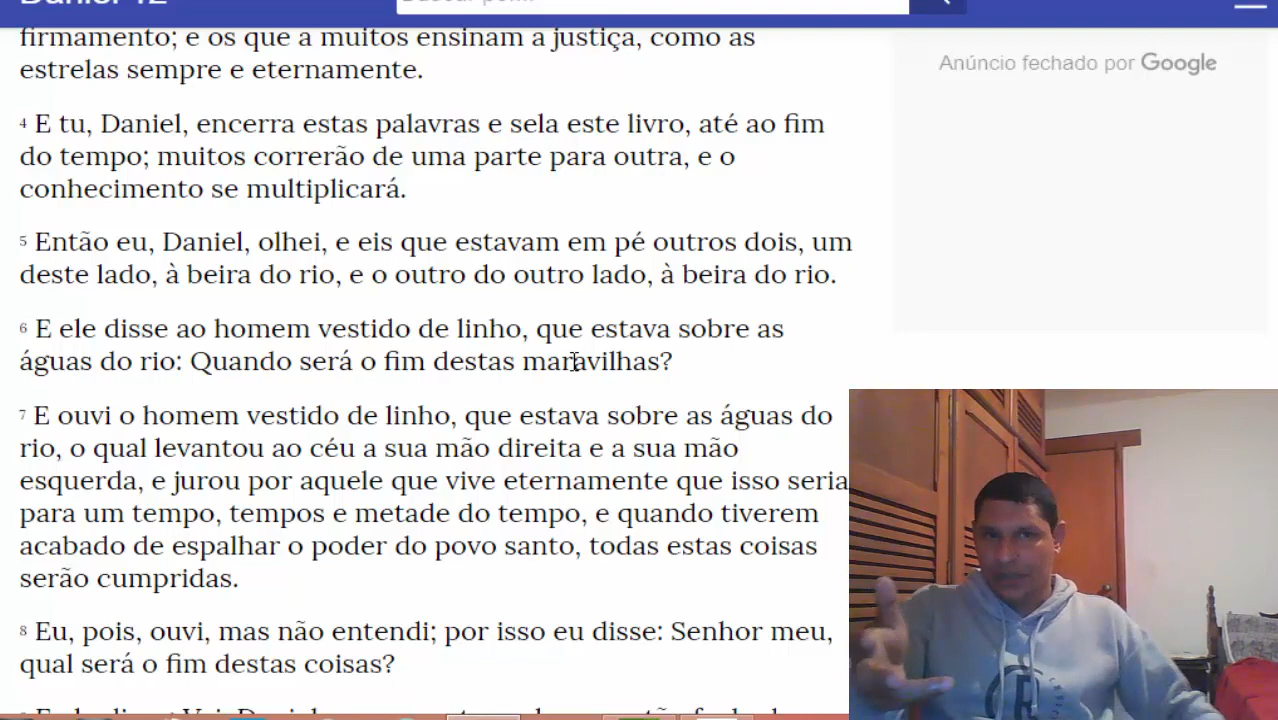 Daniel 12
firmamento; e os que a muitos ensinam a justiça, como as
estrelas sempre e eternamente.
Anúncio fechado por Google
4 E tu, Daniel, encerra estas palavras e sela este livro, até ao fim
do tempo; muitos correrão de uma parte para outra, e o
conhecimento se multiplicará.
5 Então eu, Daniel, olhei, e eis que estavam em pé outros dois, um
deste lado, à beira do rio, e o outro do outro lado, à beira do rio.
6 E ele disse ao homem vestido de linho, que estava sobre as
águas do rio: Quando será o fim destas maravilhas?
7 E ouvi o homem vestido de linho, que estava sobre as águas do
rio, o qual levantou ao céu a sua mão direita e a sua mão
esquerda, e jurou por aquele que vive eternamente que isso seria
para um tempo, tempos e metade do tempo, e quando tiverem
acabado de espalhar o poder do povo santo, todas estas coisas
serão cumpridas.
8 Eu, pois, ouvi, mas não entendi; por isso eu disse: Senhor meu,
qual será o fim destas coisas?